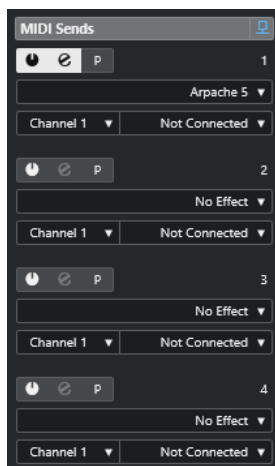 MIDI Sends
P 1
Arpache 5
Channel 1 Not Connected
P 2
No Effect
Channel 1 Not Connected
P 3
No Effect
Channel 1 Not Connected
P 4
No Effect
Channel 1 Not Connected